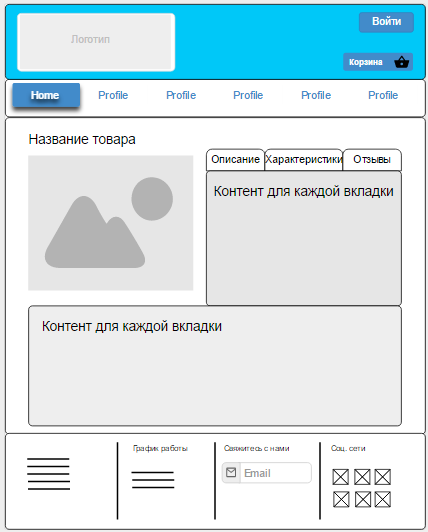 Логотип
Войти
Корзина
Home
Profile
Profile
Profile
Profile
Profile
Название товара
Описание
Характеристики
Отзывы
Контент для каждой вкладки
Контент для каждой вкладки
График работы
Свяжитесь с нами
Соц. сети
Email